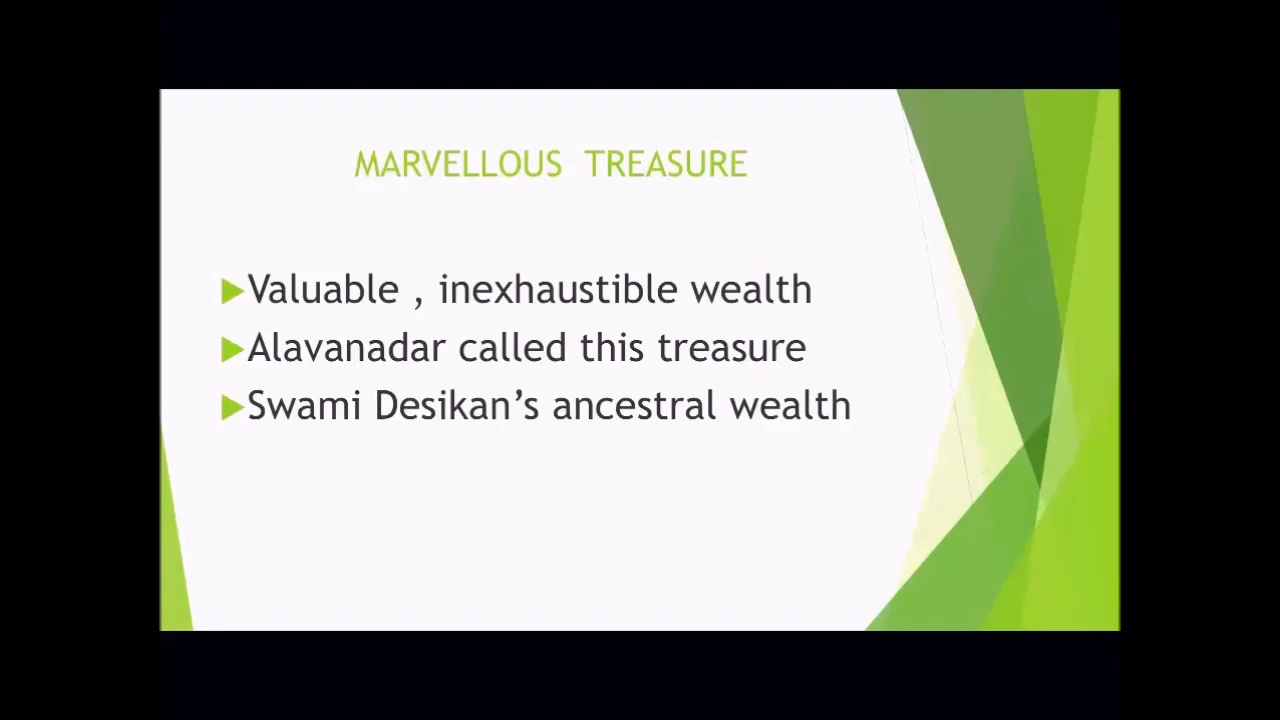 MARVELLOUS TREASURE
Valuable , inexhaustible wealth
Alavanadar called this treasure
Swami Desikan’s ancestral wealth